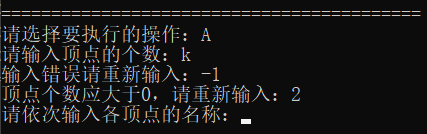 ==================================
请选择要执行的操作：A
请输入顶点的个数：k
输入错误请重新输入：-1
顶点个数应大于0，请重新输入：2
请依次输入各顶点的名称：